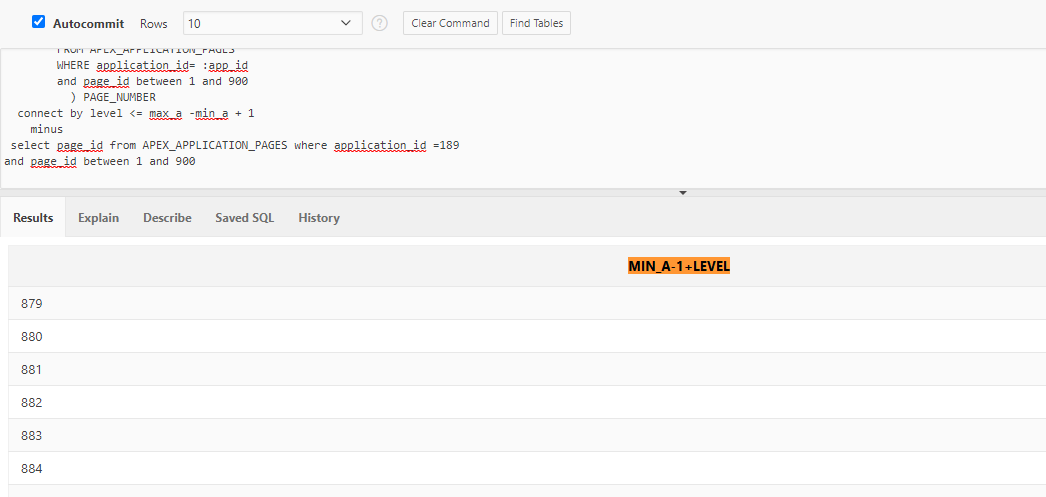 Autocommit Rows 10 ? Clear Command Find Tables
FROM APEX_APPLICATION_PAGES
WHERE application_id= :app_id
and page_id between 1 and 900
) PAGE_NUMBER
connect by level <= max_a -min_a + 1
minus
select page_id from APEX_APPLICATION_PAGES where application_id =189
and page_id between 1 and 900
Results Explain Describe Saved SQL History
MIN_A-1+LEVEL
879
880
881
882
883
884